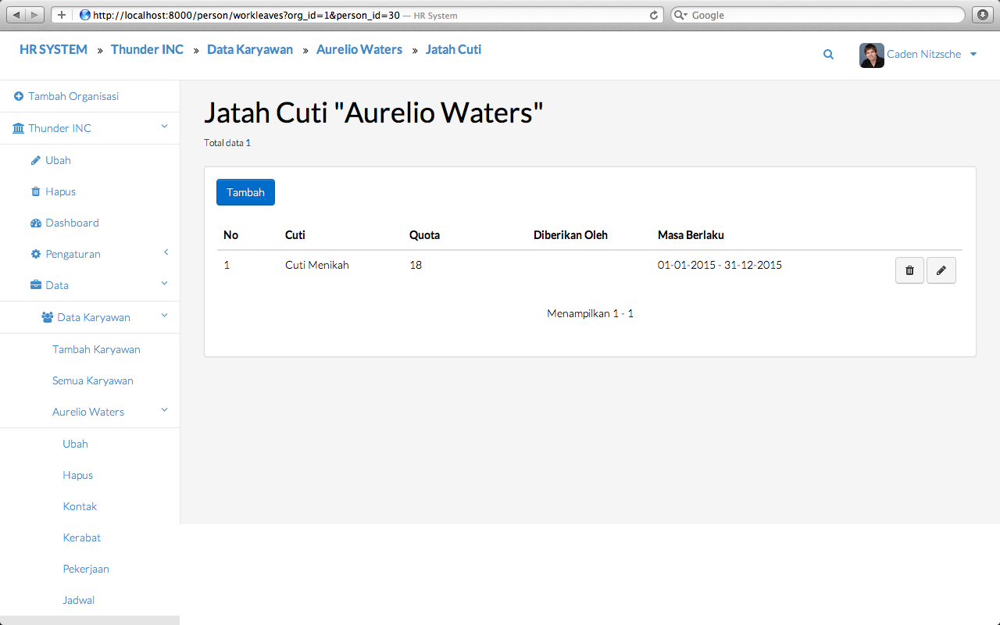 http://localhost:8000/person/workleaves?org_id=1&person_id=30 — HR System
Google
HR SYSTEM » Thunder INC » Data Karyawan » Aurelio Waters » Jatah Cuti
Caden Nitzsche
Tambah Organisasi
Thunder INC
Ubah
Hapus
Dashboard
Pengaturan
Data
Data Karyawan
Tambah Karyawan
Semua Karyawan
Aurelio Waters
Ubah
Hapus
Kontak
Kerabat
Pekerjaan
Jadwal
Jatah Cuti "Aurelio Waters"
Total data 1
Tambah
No Cuti Quota Diberikan Oleh Masa Berlaku
1 Cuti Menikah 18 01-01-2015 - 31-12-2015
Menampilkan 1 - 1